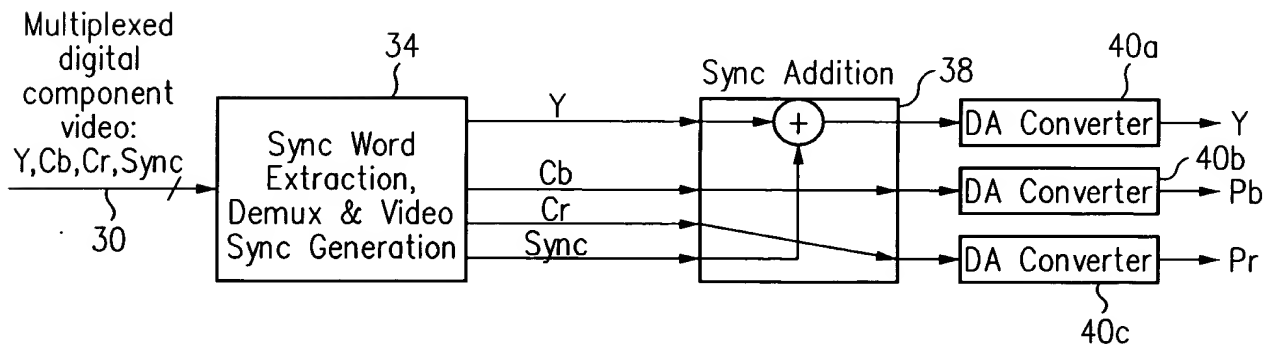 Multiplexed
digital
component
video:
Y,Cb,Cr,Sync
30
34
Sync Word
Extraction,
Demux & Video
Sync Generation
Y
Cb
Cr
Sync
Sync Addition
38
+
40a
DA Converter
Y
40b
DA Converter
Pb
DA Converter
Pr
40c